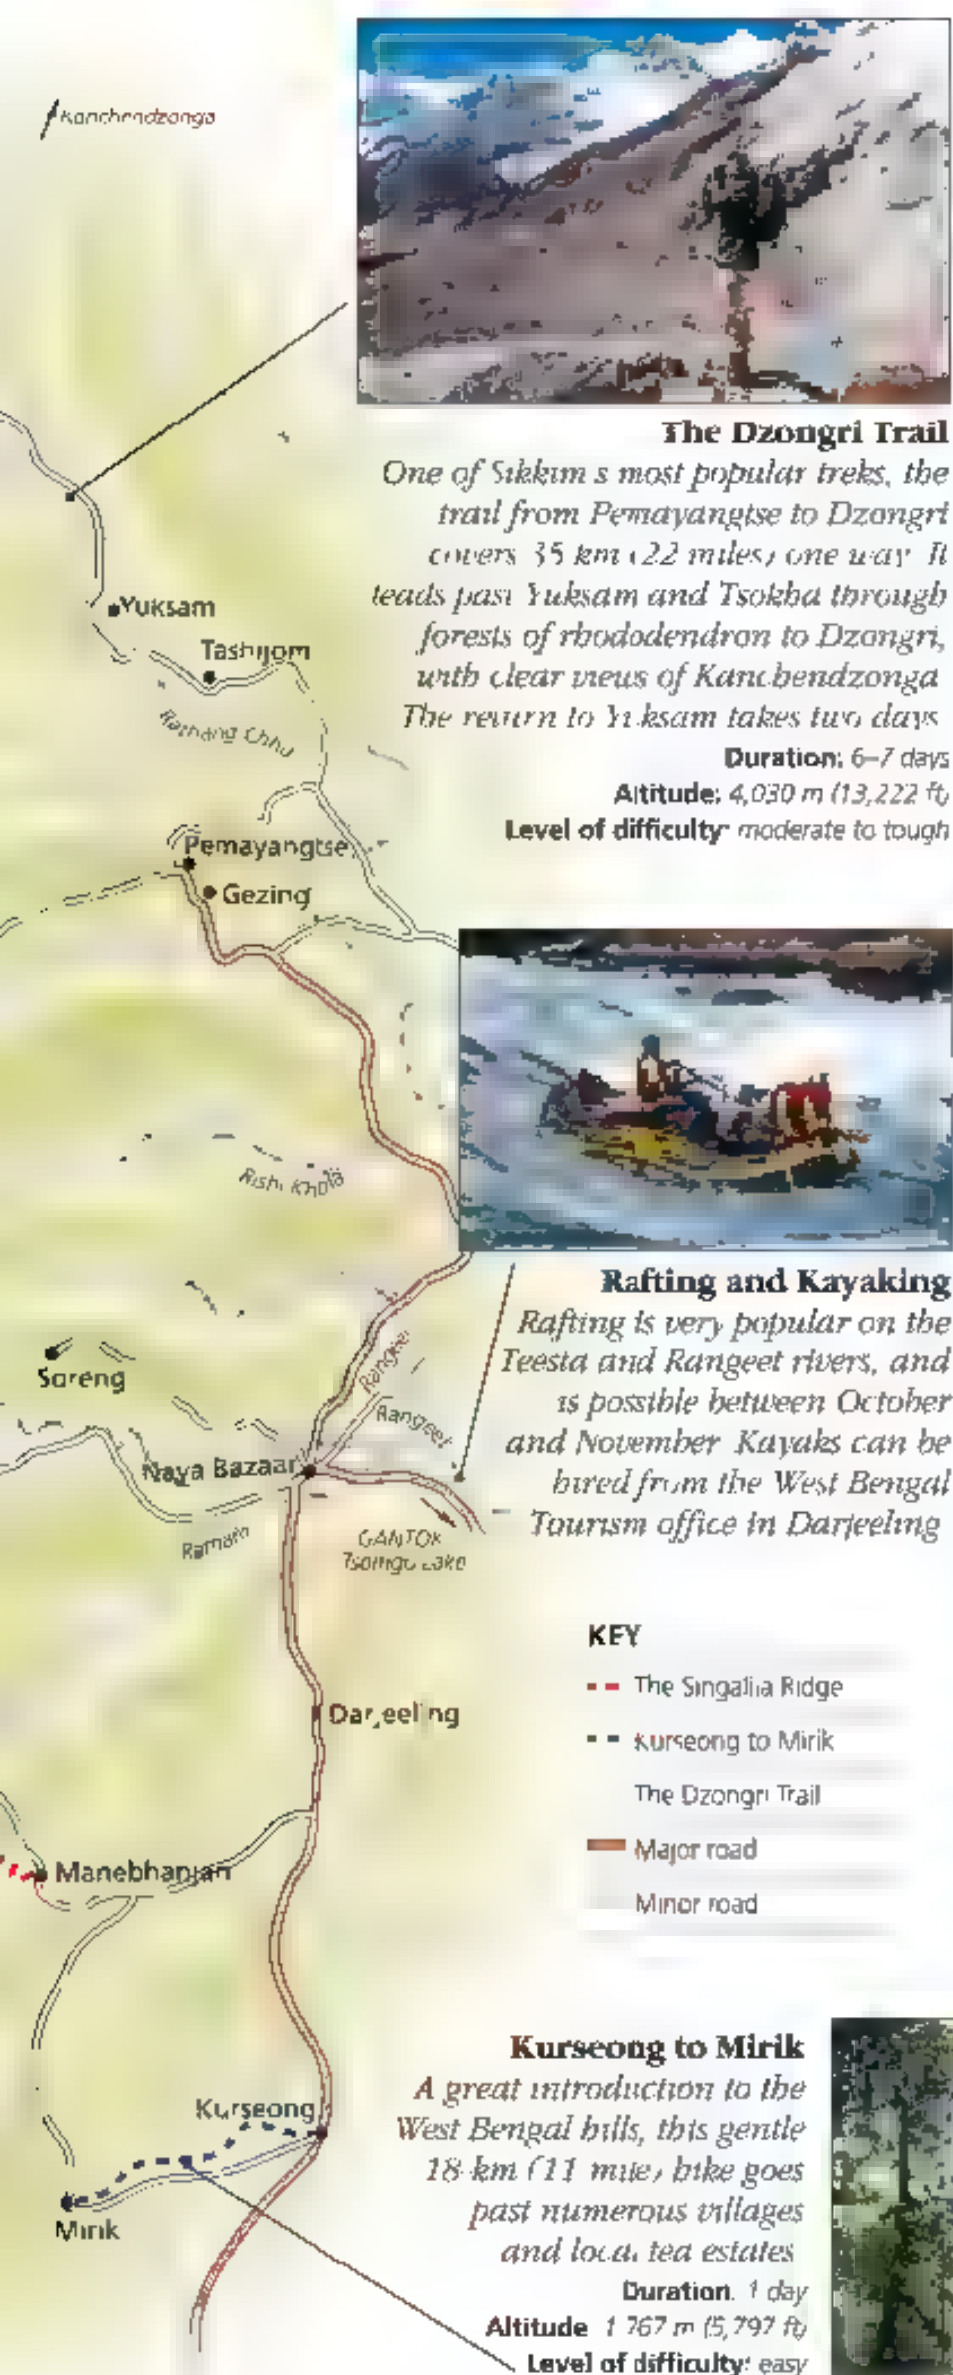 Kanchendzonga
The Dzongri Trail
One of Sikkim s most popular treks, the
trail from Pemayangtse to Dzongri
covers 35 km (22 miles) one way It
leads past Yuksam and Tsokha through
forests of rhododendron to Dzongri,
with clear views of Kanchendzonga
The return to Yuksam takes two days
Duration: 6–7 days
Altitude: 4,030 m (13,222 ft)
Level of difficulty: moderate to tough
Yuksam
Tashijom
Rathang Chhu
Pemayangtse
Gezing
Rishi Khola
Rafting and Kayaking
Rafting is very popular on the
Teesta and Rangeet rivers, and
is possible between October
and November Kayaks can be
hired from the West Bengal
Tourism office in Darjeeling
Soreng
Rangeet
Rangeet
Naya Bazaar
Ramam
GANTOK
Tsomgo Lake
KEY
The Singalila Ridge
Kurseong to Mirik
The Dzongri Trail
Major road
Minor road
Darjeeling
Manebhanjan
Kurseong to Mirik
A great introduction to the
West Bengal hills, this gentle
18-km (11 mile) hike goes
past numerous villages
and local tea estates
Duration. 1 day
Altitude 1 767 m (5,797 ft)
Level of difficulty: easy
Kurseong
Mirik